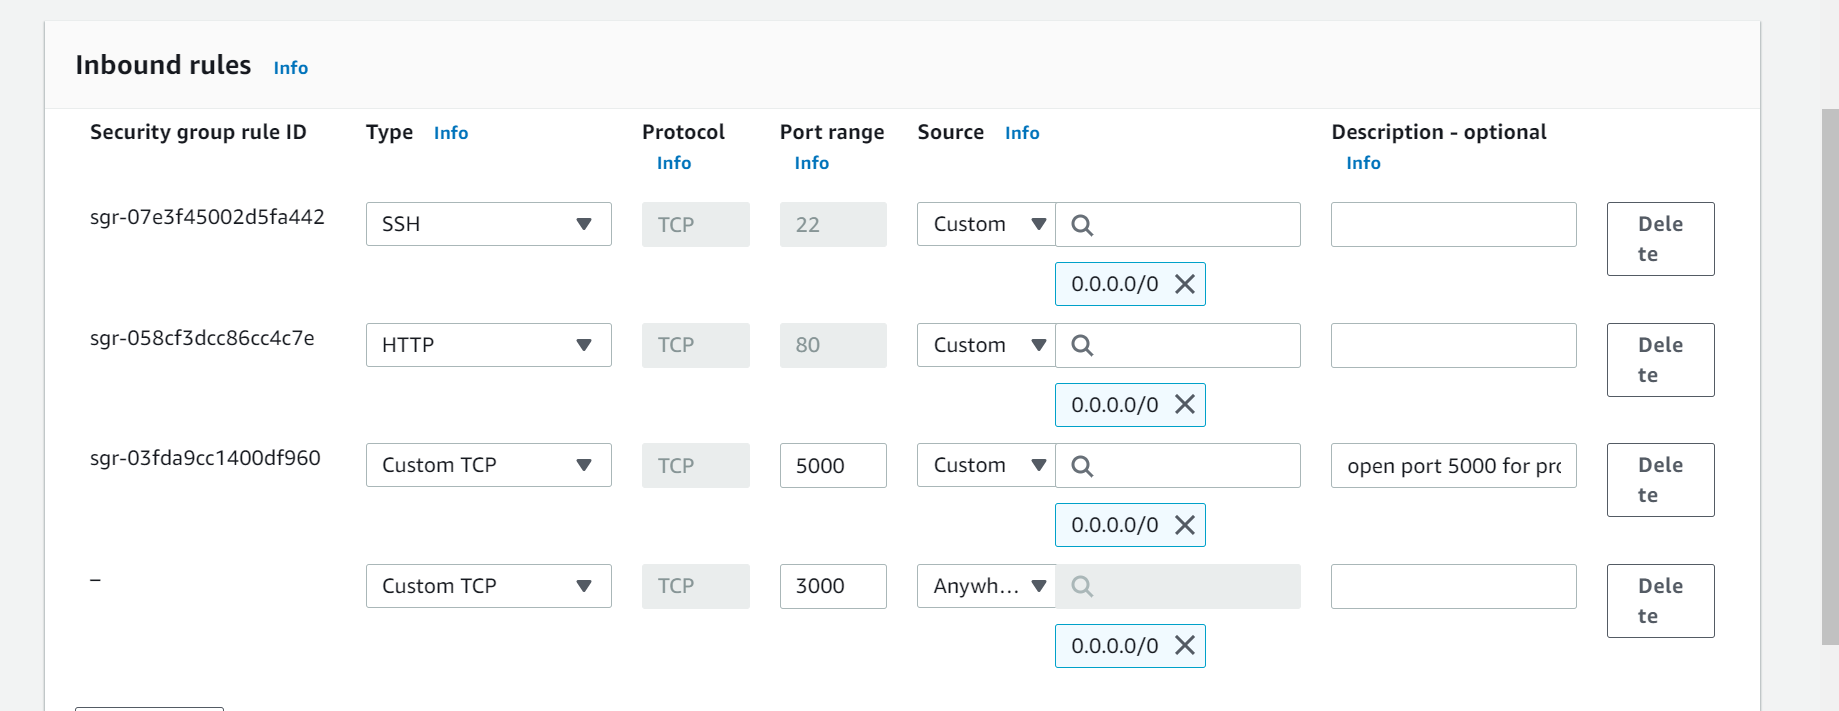 Inbound rules Info
Security group rule ID Type Info Protocol Info Port range Info Source Info Description - optional Info
sgr-07e3f45002d5fa442 SSH TCP 22 Custom Delete
0.0.0.0/0
sgr-058cf3dcc86cc4c7e HTTP TCP 80 Custom Delete
0.0.0.0/0
sgr-03fda9cc1400df960 Custom TCP TCP 5000 Custom open port 5000 for pro Delete
0.0.0.0/0
– Custom TCP TCP 3000 Anywh... Delete
0.0.0.0/0